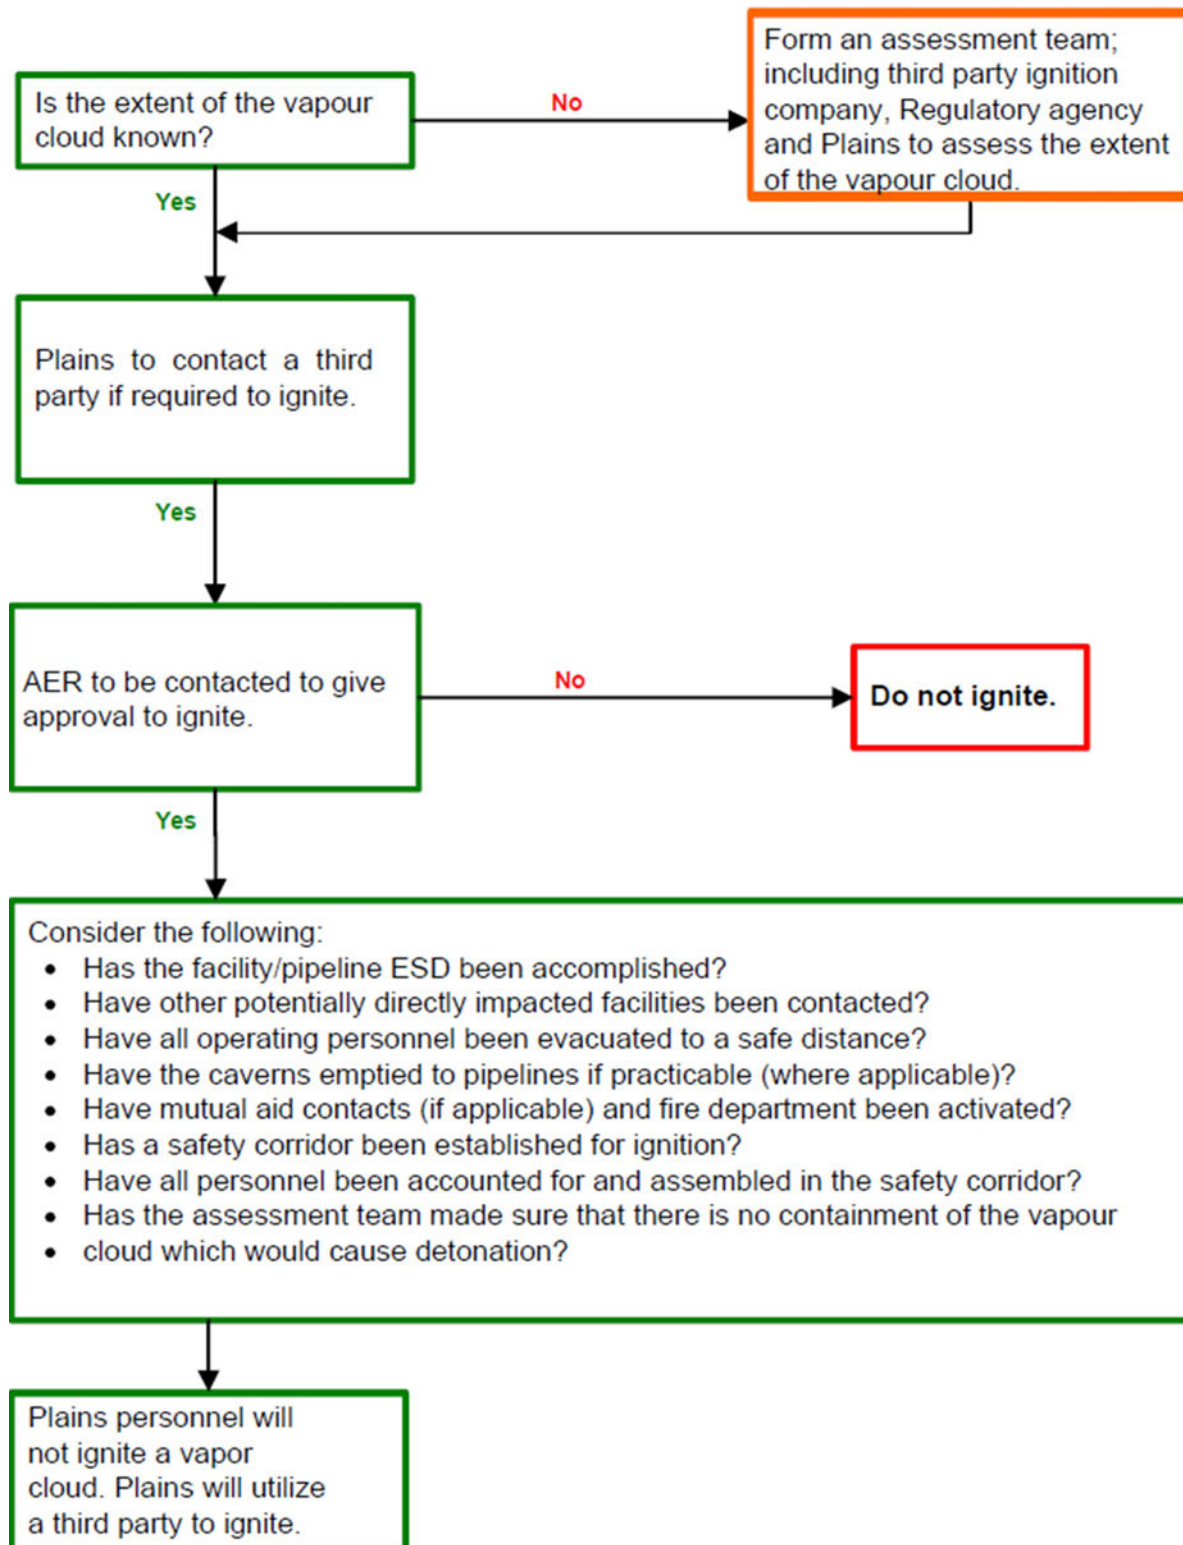 Is the extent of the vapour
cloud known?
No
Form an assessment team;
including third party ignition
company, Regulatory agency
and Plains to assess the extent
of the vapour cloud.
Yes
Plains to contact a third
party if required to ignite.
Yes
AER to be contacted to give
approval to ignite.
No
Do not ignite.
Yes
Consider the following:
• Has the facility/pipeline ESD been accomplished?
• Have other potentially directly impacted facilities been contacted?
• Have all operating personnel been evacuated to a safe distance?
• Have the caverns emptied to pipelines if practicable (where applicable)?
• Have mutual aid contacts (if applicable) and fire department been activated?
• Has a safety corridor been established for ignition?
• Have all personnel been accounted for and assembled in the safety corridor?
• Has the assessment team made sure that there is no containment of the vapour
• cloud which would cause detonation?
Plains personnel will
not ignite a vapor
cloud. Plains will utilize
a third party to ignite.